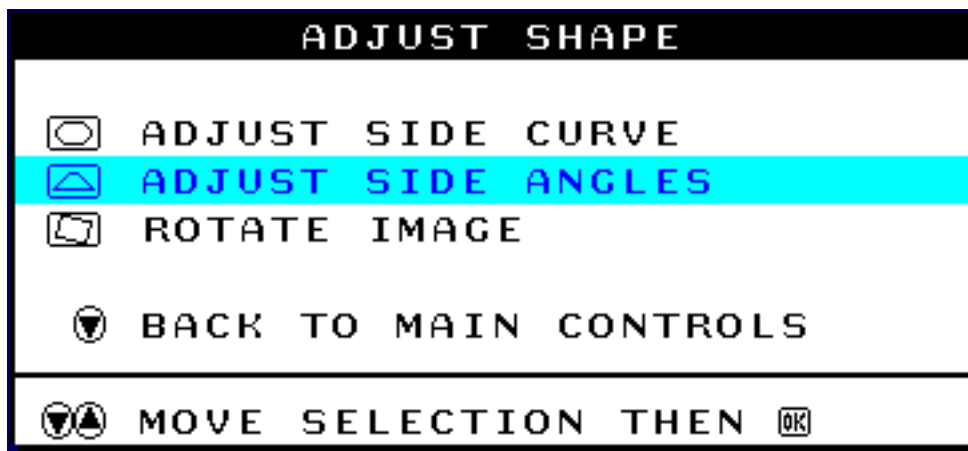 ADJUST SHAPE
ADJUST SIDE CURVE
ADJUST SIDE ANGLES
ROTATE IMAGE
BACK TO MAIN CONTROLS
MOVE SELECTION THEN OK